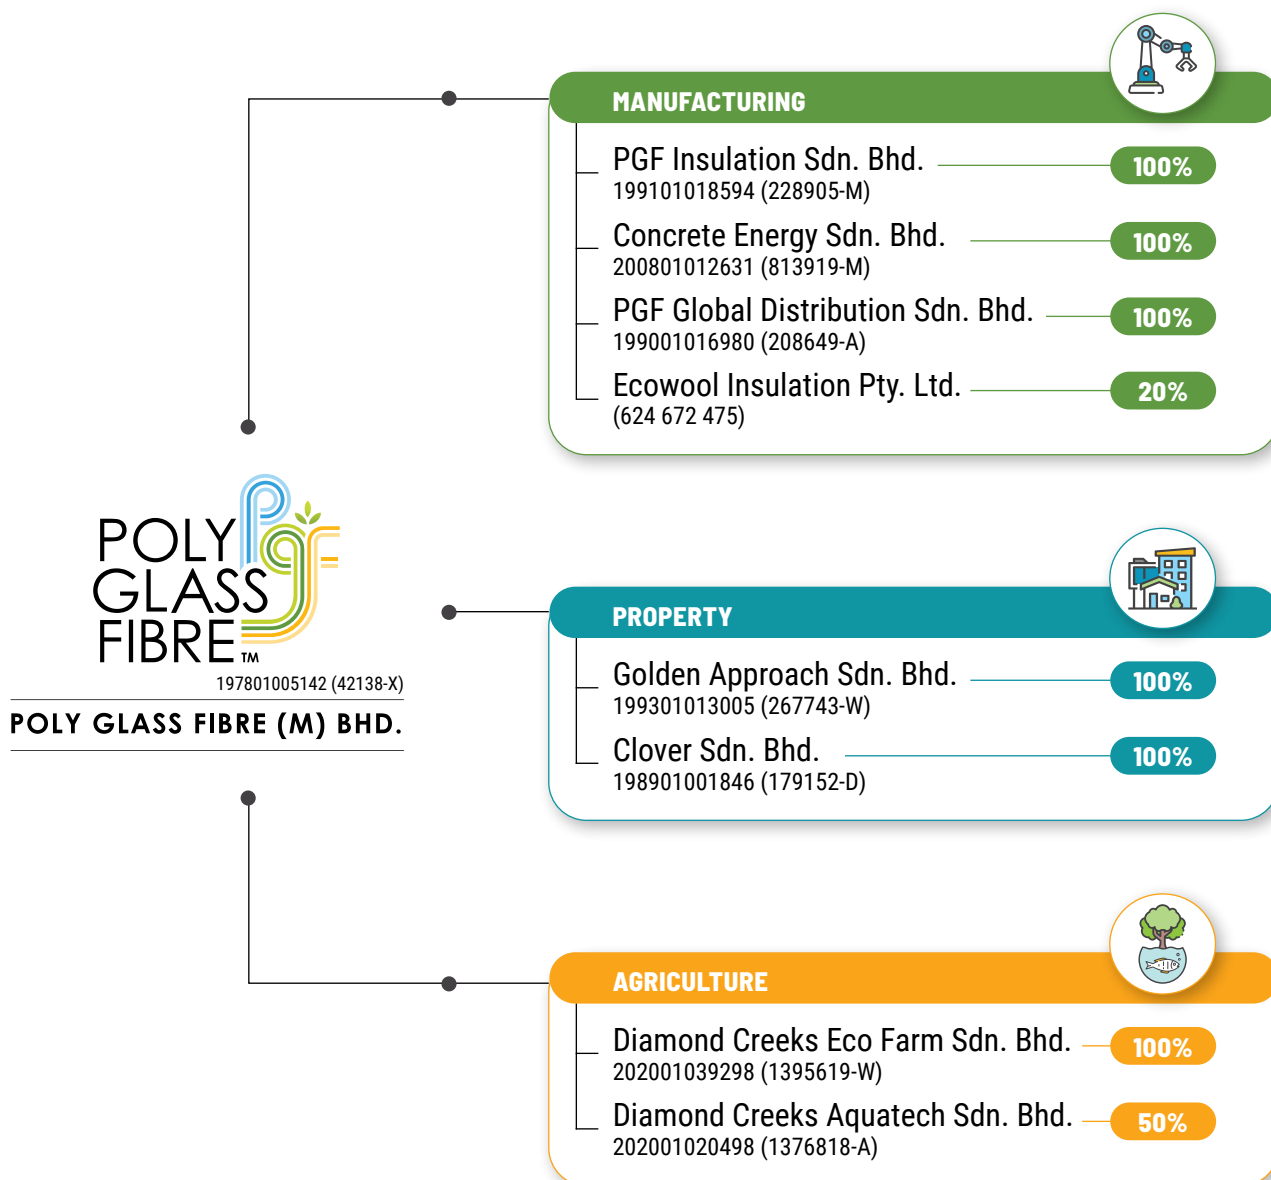 MANUFACTURING
PGF Insulation Sdn. Bhd. 100%
199101018594 (228905-M)
Concrete Energy Sdn. Bhd. 100%
200801012631 (813919-M)
PGF Global Distribution Sdn. Bhd. 100%
199001016980 (208649-A)
Ecowool Insulation Pty. Ltd. 20%
(624 672 475)
POLY
GLASS
FIBRE TM
pgf
197801005142 (42138-X)
POLY GLASS FIBRE (M) BHD.
PROPERTY
Golden Approach Sdn. Bhd. 100%
199301013005 (267743-W)
Clover Sdn. Bhd. 100%
198901001846 (179152-D)
AGRICULTURE
Diamond Creeks Eco Farm Sdn. Bhd. 100%
202001039298 (1395619-W)
Diamond Creeks Aquatech Sdn. Bhd. 50%
202001020498 (1376818-A)